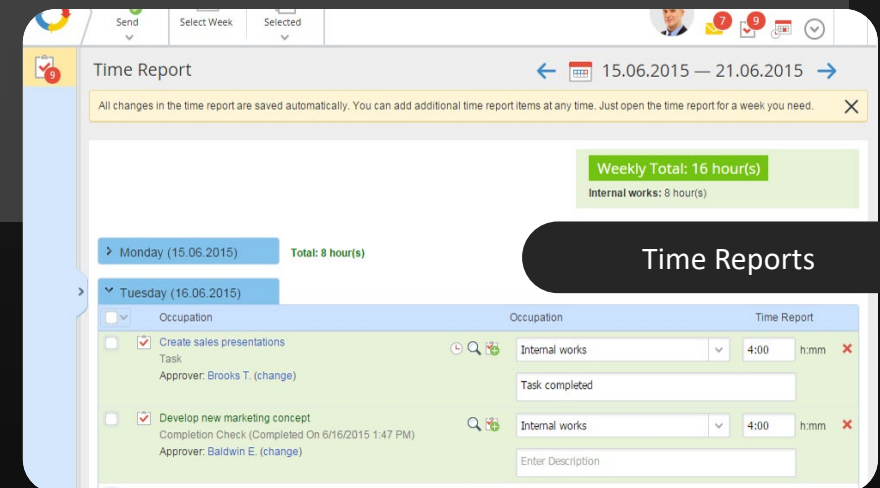 Send
Select Week
Selected
7
9
9
Time Report
15.06.2015 — 21.06.2015
All changes in the time report are saved automatically. You can add additional time report items at any time. Just open the time report for a week you need.
Weekly Total: 16 hour(s)
Internal works: 8 hour(s)
Time Reports
Monday (15.06.2015)
Total: 8 hour(s)
Tuesday (16.06.2015)
Occupation
Occupation
Time Report
Create sales presentations
Internal works
4:00
h:mm
Task
Approver: Brooks T. (change)
Task completed
Develop new marketing concept
Internal works
4:00
h:mm
Completion Check (Completed On 6/16/2015 1:47 PM)
Approver: Baldwin E. (change)
Enter Description